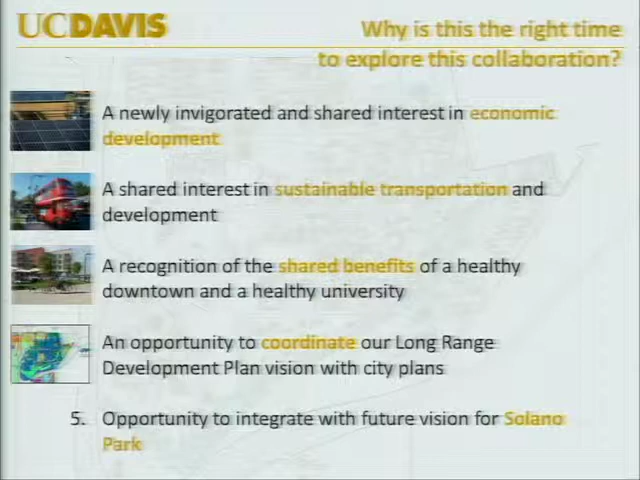 UCDAVIS
Why is this the right time
to explore this collaboration?
A newly invigorated and shared interest in economic
development
A shared interest in sustainable transportation and
development
A recognition of the shared benefits of a healthy
downtown and a healthy university
An opportunity to coordinate our Long Range
Development Plan vision with city plans
5. Opportunity to integrate with future vision for Solano
Park